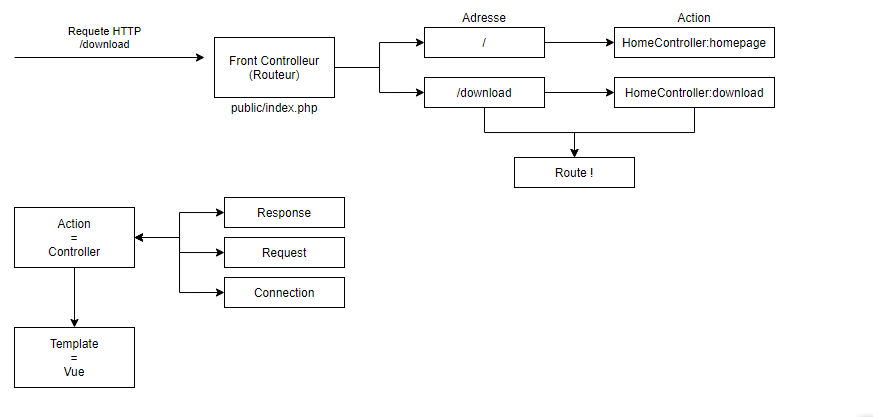 Requete HTTP
/download
Front Controlleur
(Routeur)
public/index.php
Adresse
Action
/
HomeController:homepage
/download
HomeController:download
Route !
Action
=
Controller
Response
Request
Connection
Template
=
Vue